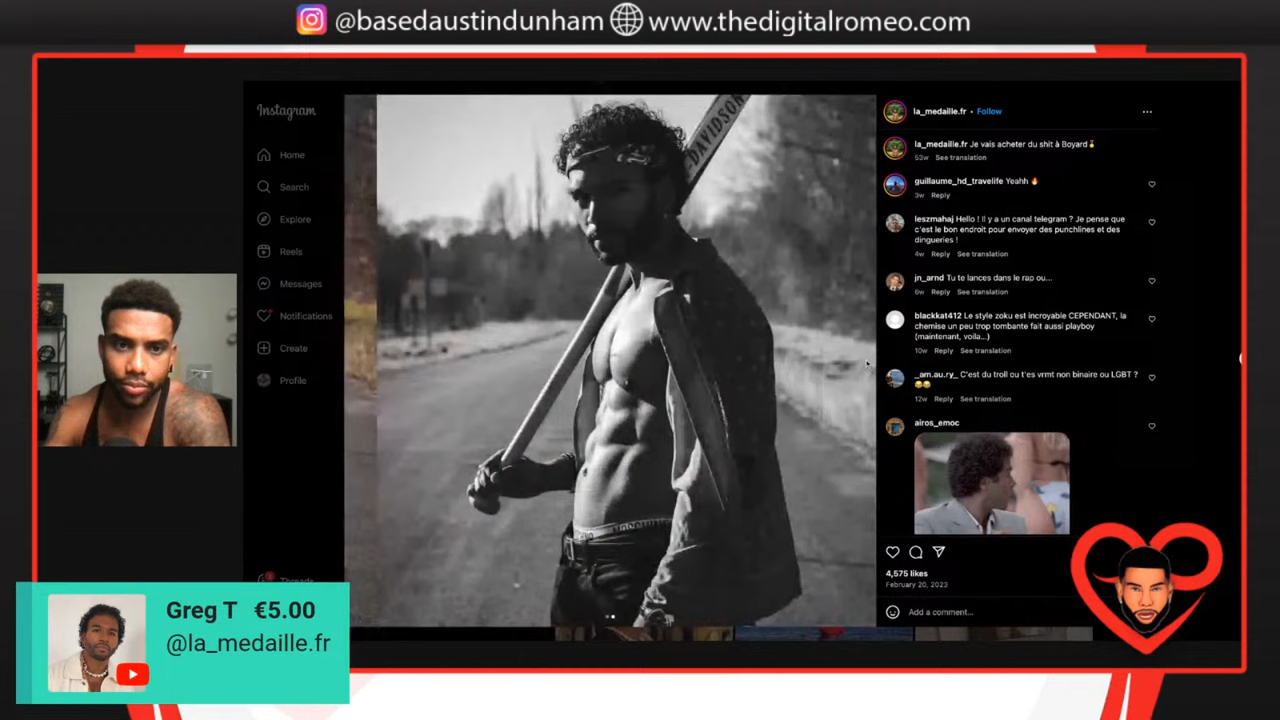 @basedaustindunham www.thedigitalromeo.com
Instagram
Home
Search
Explore
Reels
Messages
Notifications
Create
Profile
Threads
DAVIDSON
la_medaille.fr • Follow
la_medaille.fr Je vais acheter du shit à Boyard🏅
53w See translation
guillaume_hd_travelife Yeahh 🔥
3w Reply
leszmahaj Hello ! Il y a un canal telegram ? Je pense que
c'est le bon endroit pour envoyer des punchlines et des
dingueries !
4w Reply See translation
jn_arnd Tu te lances dans le rap ou...
6w Reply See translation
blackkat412 Le style zoku est incroyable CEPENDANT, la
chemise un peu trop tombante fait aussi playboy
(maintenant, voila...)
10w Reply See translation
_am.au.ry_ C'est du troll ou t'es vrmt non binaire ou LGBT ?
😂😂
12w Reply See translation
airos_emoc
4,575 likes
February 20, 2023
Add a comment...
Greg T €5.00
@la_medaille.fr